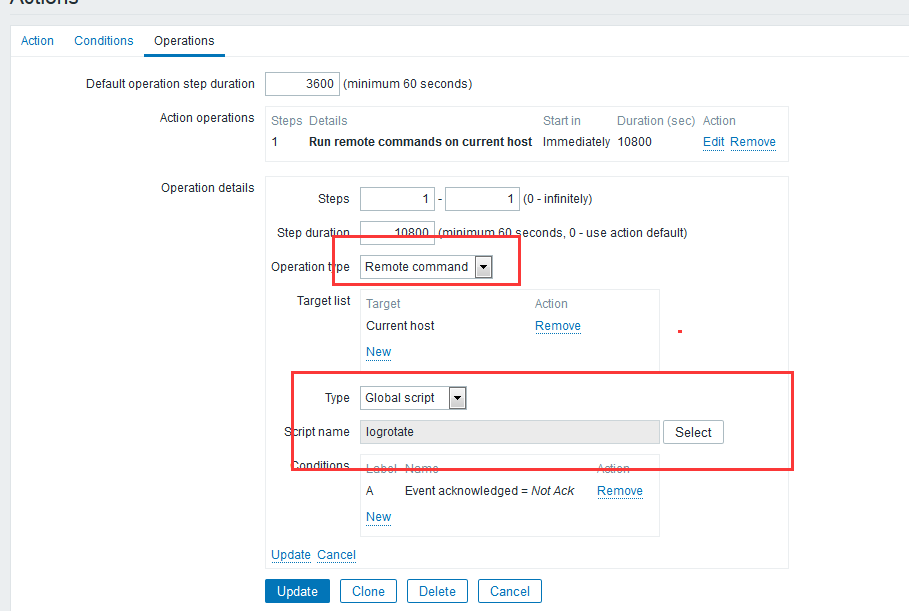 Actions
Action Conditions Operations
Default operation step duration 3600 (minimum 60 seconds)
Action operations Steps Details Start in Duration (sec) Action
1 Run remote commands on current host Immediately 10800 Edit Remove
Operation details
Steps 1 - 1 (0 - infinitely)
Step duration 10800 (minimum 60 seconds, 0 - use action default)
Operation type Remote command
Target list Target Action
Current host Remove
New
Type Global script
Script name logrotate Select
Conditions Label Name Action
A Event acknowledged = Not Ack Remove
New
Update Cancel
Update Clone Delete Cancel